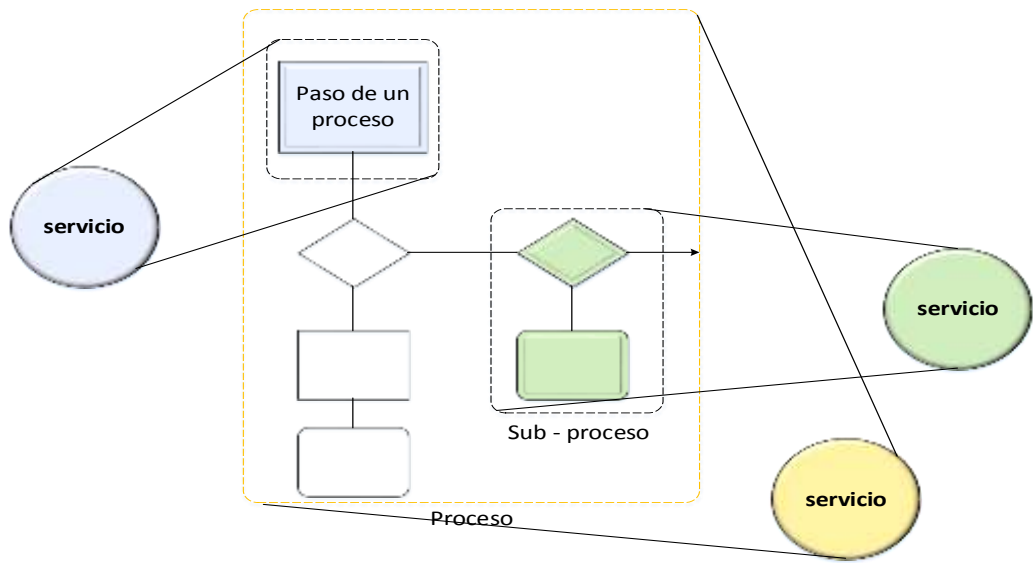 Paso de un
proceso
servicio
servicio
Sub - proceso
servicio
Proceso